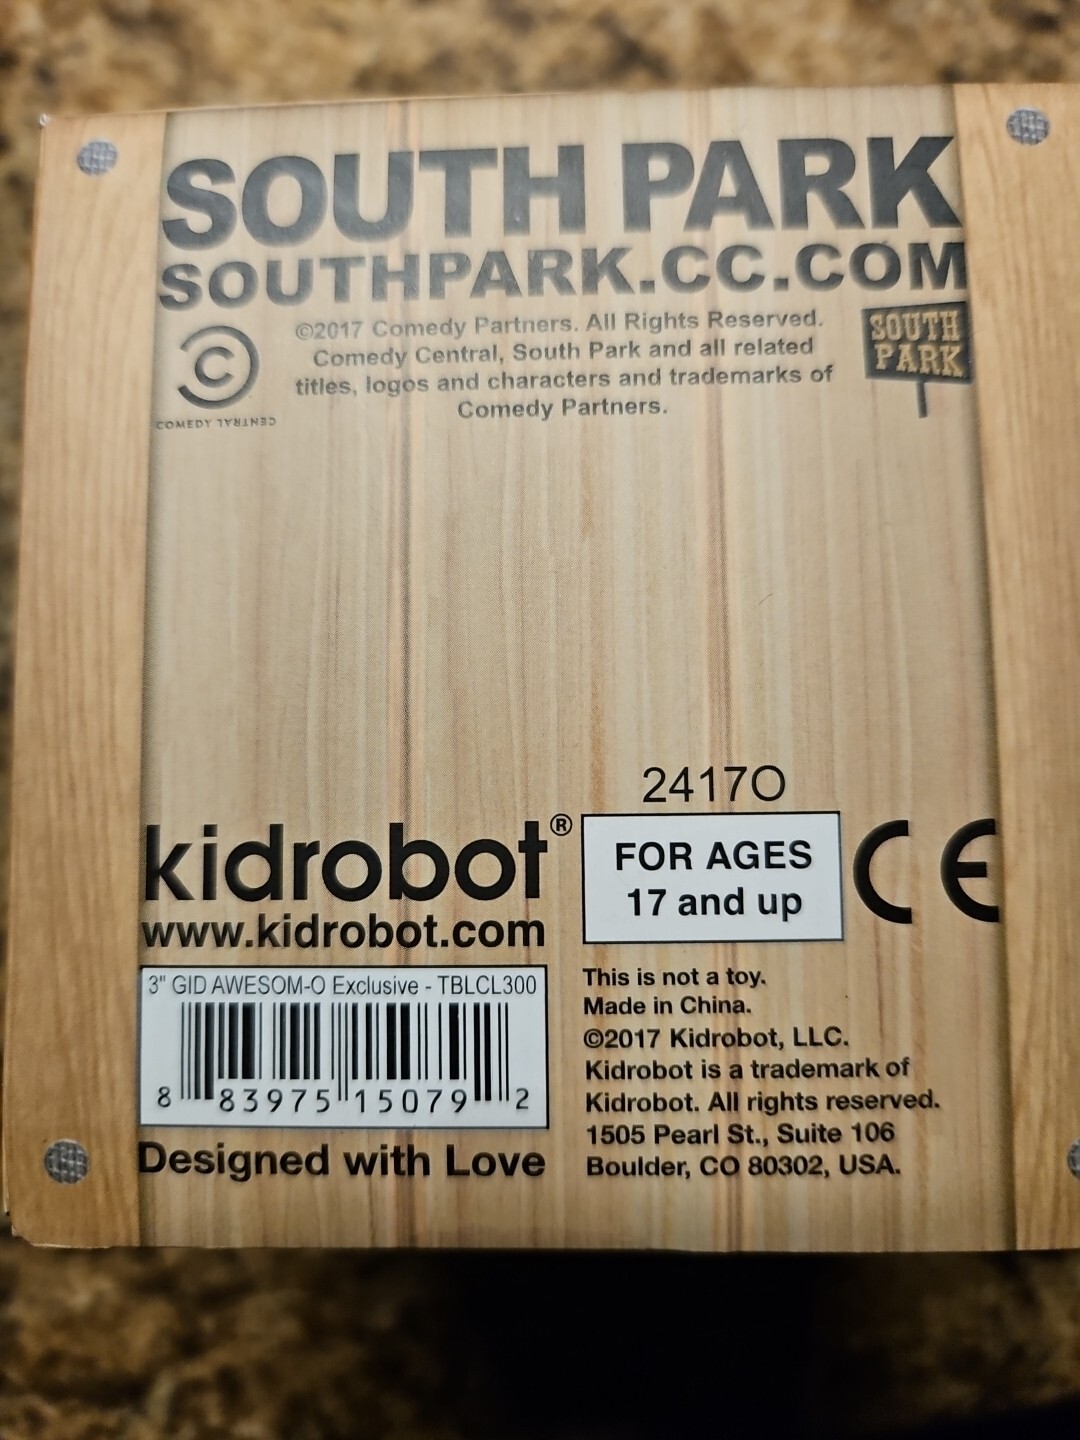 SOUTH PARK
SOUTHPARK.CC.COM
©2017 Comedy Partners. All Rights Reserved.
Comedy Central, South Park and all related
titles, logos and characters and trademarks of
Comedy Partners.
COMEDY CENTRAL
SOUTH
PARK
2417O
kidrobot®
www.kidrobot.com
FOR AGES
17 and up
CE
3" GID AWESOM-O Exclusive - TBLCL300
8 83975 15079 2
Designed with Love
This is not a toy.
Made in China.
©2017 Kidrobot, LLC.
Kidrobot is a trademark of
Kidrobot. All rights reserved.
1505 Pearl St., Suite 106
Boulder, CO 80302, USA.